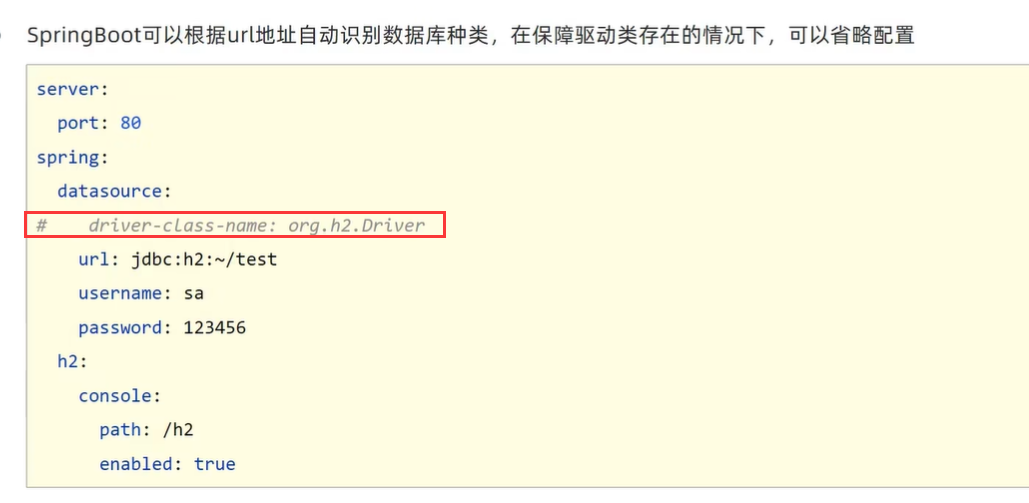 SpringBoot可以根据url地址自动识别数据库种类，在保障驱动类存在的情况下，可以省略配置
server:
  port: 80
spring:
  datasource:
#    driver-class-name: org.h2.Driver
    url: jdbc:h2:~/test
    username: sa
    password: 123456
  h2:
    console:
      path: /h2
      enabled: true